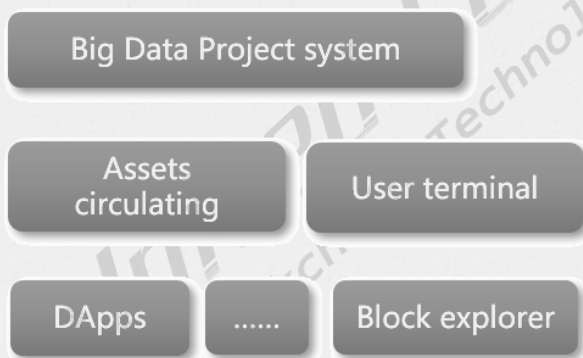 Big Data Project system
Assets
circulating
User terminal
DApps
......
Block explorer